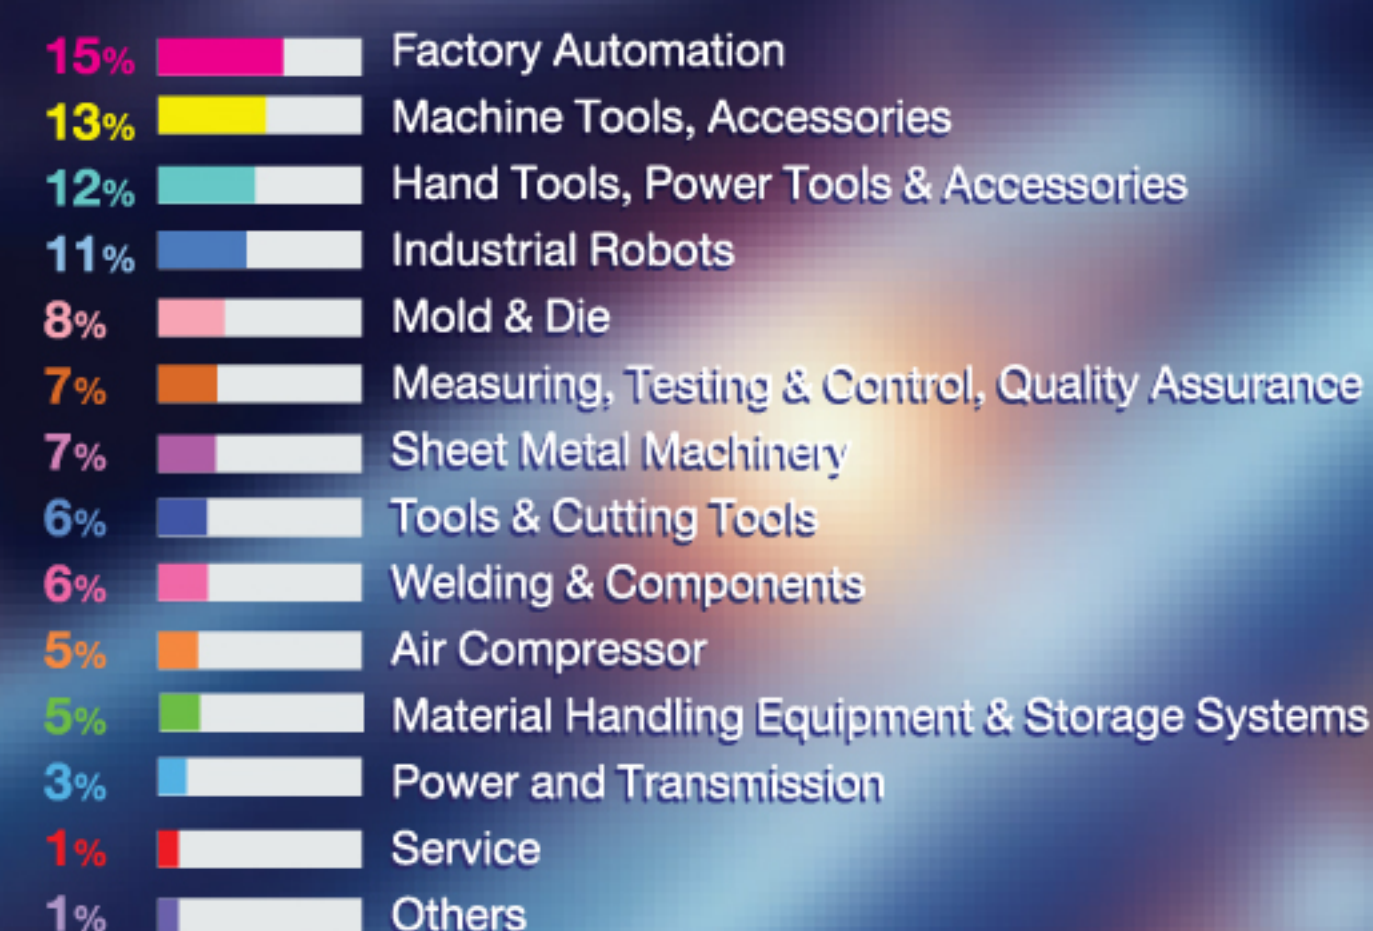 15% Factory Automation
13% Machine Tools, Accessories
12% Hand Tools, Power Tools & Accessories
11% Industrial Robots
8% Mold & Die
7% Measuring, Testing & Control, Quality Assurance
7% Sheet Metal Machinery
6% Tools & Cutting Tools
6% Welding & Components
5% Air Compressor
5% Material Handling Equipment & Storage Systems
3% Power and Transmission
1% Service
1% Others